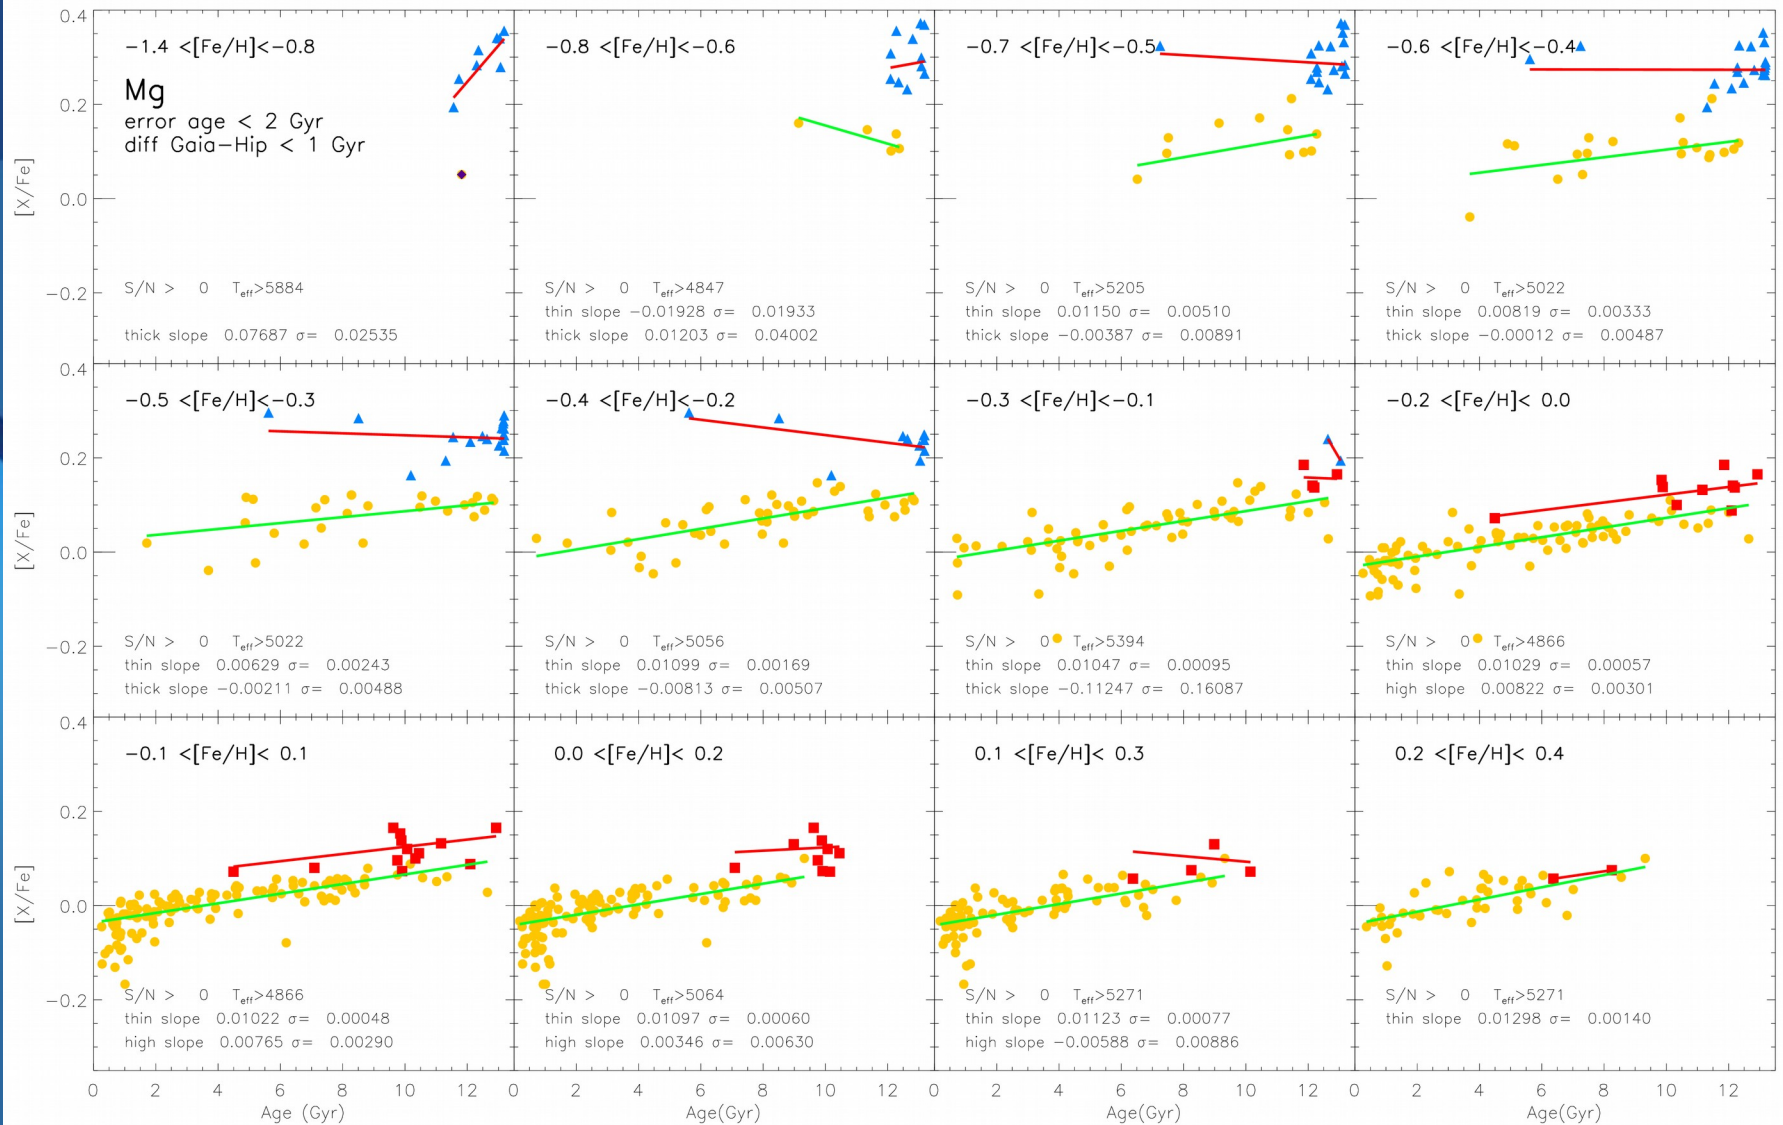 0.4
0.2
0.0
−0.2
[X/Fe]
−1.4 <[Fe/H]<−0.8
Mg
error age < 2 Gyr
diff Gaia−Hip < 1 Gyr
S/N > 0 Teff>5884
thick slope 0.07687 σ= 0.02535
−0.8 <[Fe/H]<−0.6
S/N > 0 Teff>4847
thin slope −0.01928 σ= 0.01933
thick slope 0.01203 σ= 0.04002
−0.7 <[Fe/H]<−0.5
S/N > 0 Teff>5205
thin slope 0.01150 σ= 0.00510
thick slope −0.00387 σ= 0.00891
−0.6 <[Fe/H]<−0.4
S/N > 0 Teff>5022
thin slope 0.00819 σ= 0.00333
thick slope −0.00012 σ= 0.00487
0.4
0.2
0.0
−0.2
[X/Fe]
−0.5 <[Fe/H]<−0.3
S/N > 0 Teff>5022
thin slope 0.00629 σ= 0.00243
thick slope −0.00211 σ= 0.00488
−0.4 <[Fe/H]<−0.2
S/N > 0 Teff>5056
thin slope 0.01099 σ= 0.00169
thick slope −0.00813 σ= 0.00507
−0.3 <[Fe/H]<−0.1
S/N > 0 Teff>5394
thin slope 0.01047 σ= 0.00095
thick slope −0.11247 σ= 0.16087
−0.2 <[Fe/H]< 0.0
S/N > 0 Teff>4866
thin slope 0.01029 σ= 0.00057
high slope 0.00822 σ= 0.00301
0.4
0.2
0.0
−0.2
[X/Fe]
−0.1 <[Fe/H]< 0.1
S/N > 0 Teff>4866
thin slope 0.01022 σ= 0.00048
high slope 0.00765 σ= 0.00290
0.0 <[Fe/H]< 0.2
S/N > 0 Teff>5064
thin slope 0.01097 σ= 0.00060
high slope 0.00346 σ= 0.00630
0.1 <[Fe/H]< 0.3
S/N > 0 Teff>5271
thin slope 0.01123 σ= 0.00077
high slope −0.00588 σ= 0.00886
0.2 <[Fe/H]< 0.4
S/N > 0 Teff>5271
thin slope 0.01298 σ= 0.00140
0 2 4 6 8 10 12 0 2 4 6 8 10 12 0 2 4 6 8 10 12 0 2 4 6 8 10 12
Age (Gyr) Age(Gyr) Age(Gyr) Age(Gyr)